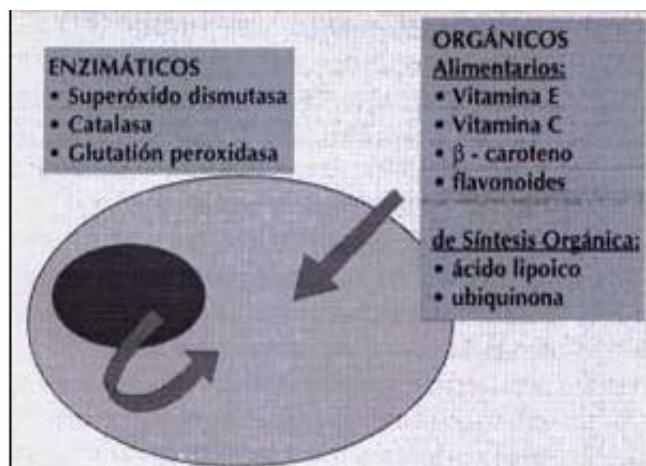 ENZIMÁTICOS
• Superóxido dismutasa
• Catalasa
• Glutatión peroxidasa
ORGÁNICOS
Alimentarios:
• Vitamina E
• Vitamina C
• β - caroteno
• flavonoides
de Síntesis Orgánica:
• ácido lipoico
• ubiquinona